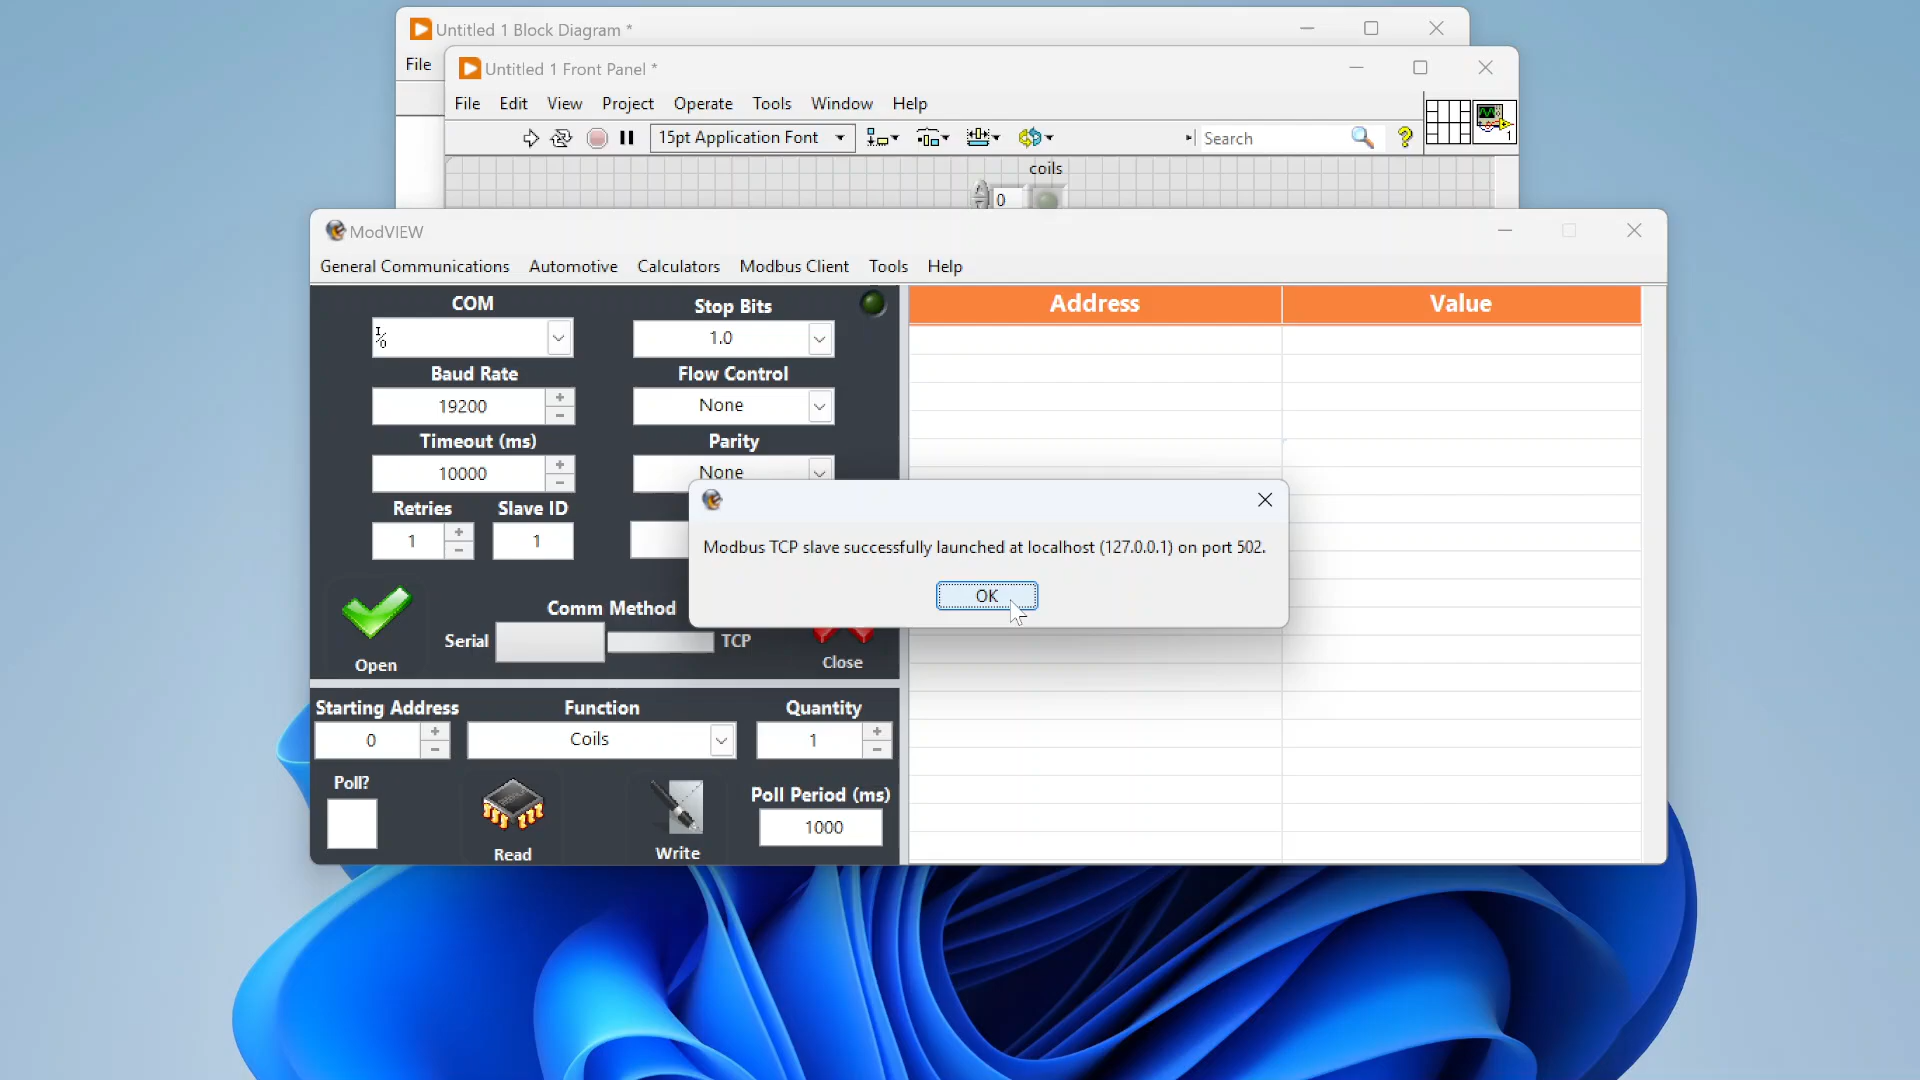 Untitled 1 Block Diagram *
File
Untitled 1 Front Panel *
File Edit View Project Operate Tools Window Help
15pt Application Font
Search
1
coils
0
ModVIEW
General Communications Automotive Calculators Modbus Client Tools Help
COM
Stop Bits
1.0
Baud Rate
19200
Flow Control
None
Timeout (ms)
10000
Parity
None
Retries
1
Slave ID
1
Address Value
Modbus TCP slave successfully launched at localhost (127.0.0.1) on port 502.
OK
Open
Comm Method
Serial
TCP
Close
Starting Address
0
Function
Coils
Quantity
1
Poll?
Read
Write
Poll Period (ms)
1000